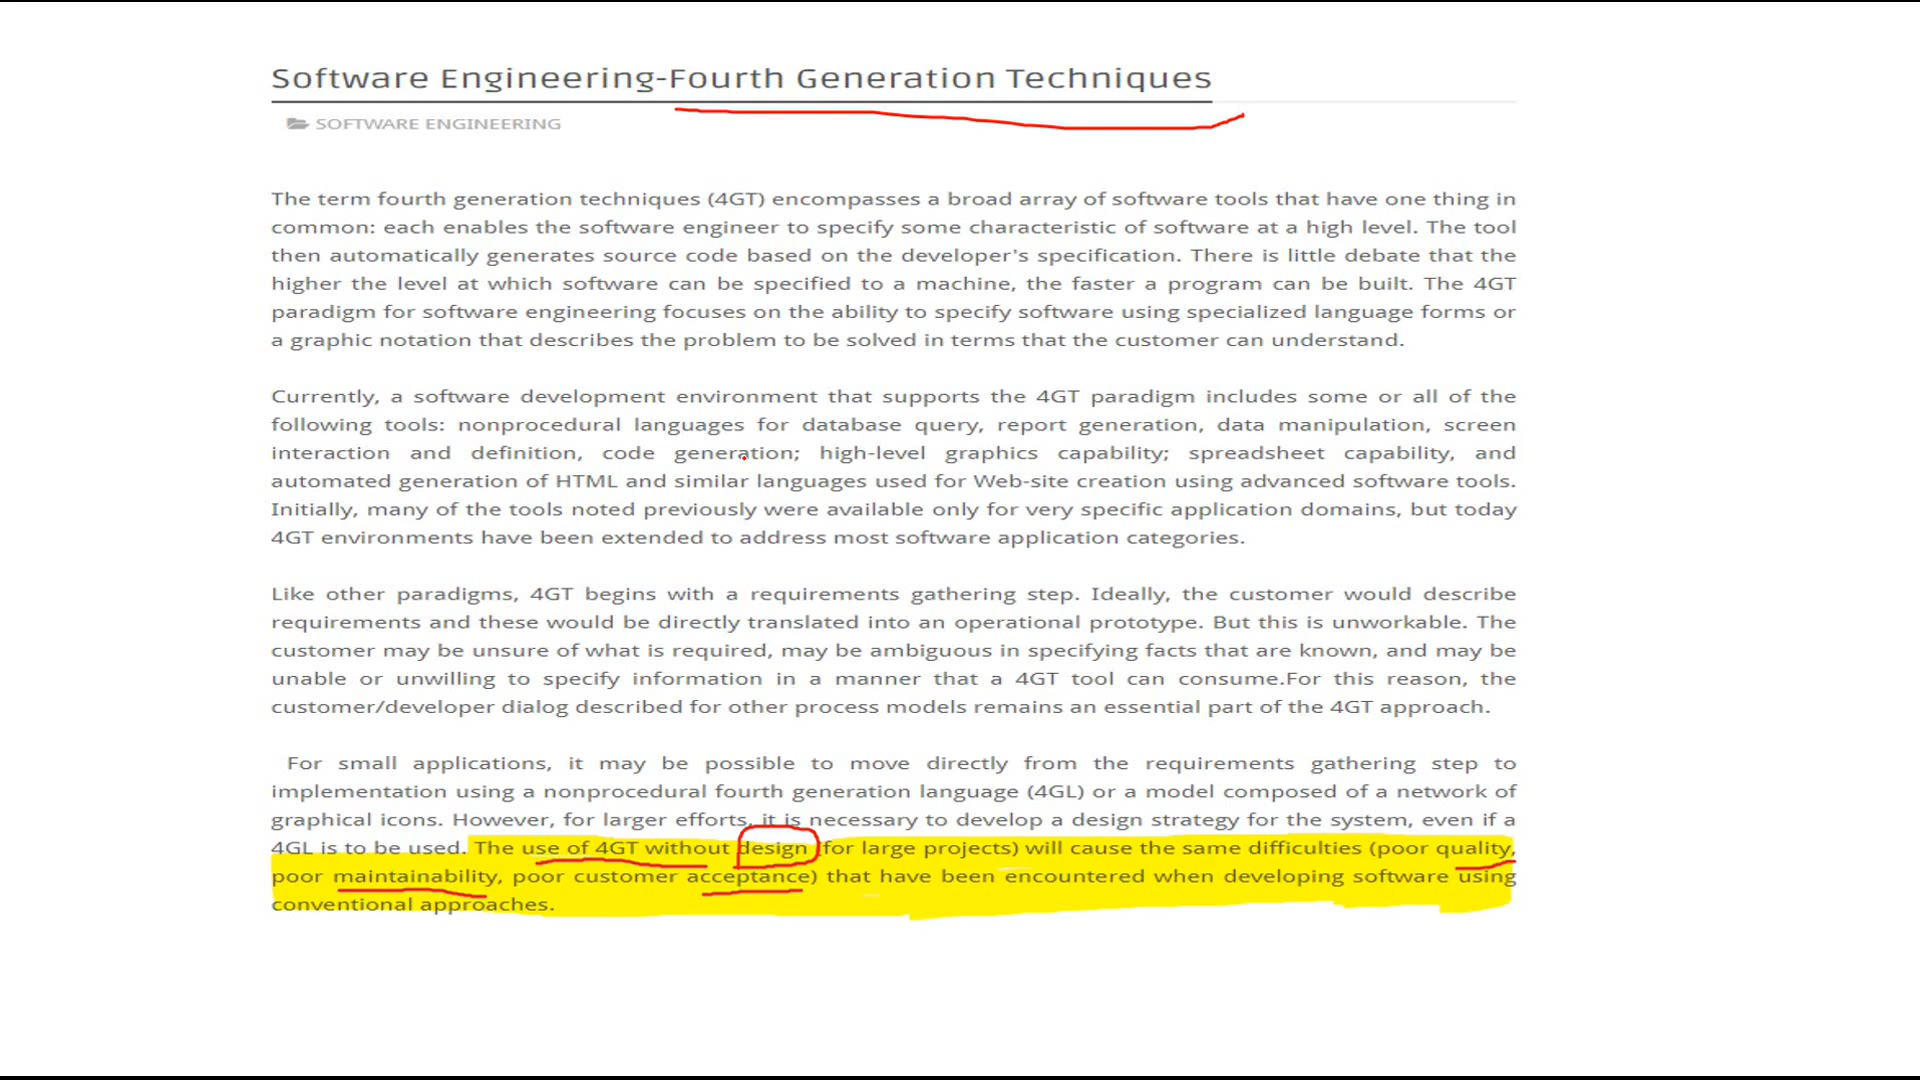 Software Engineering-Fourth Generation Techniques
SOFTWARE ENGINEERING
The term fourth generation techniques (4GT) encompasses a broad array of software tools that have one thing in
common: each enables the software engineer to specify some characteristic of software at a high level. The tool
then automatically generates source code based on the developer's specification. There is little debate that the
higher the level at which software can be specified to a machine, the faster a program can be built. The 4GT
paradigm for software engineering focuses on the ability to specify software using specialized language forms or
a graphic notation that describes the problem to be solved in terms that the customer can understand.
Currently, a software development environment that supports the 4GT paradigm includes some or all of the
following tools: nonprocedural languages for database query, report generation, data manipulation, screen
interaction and definition, code generation; high-level graphics capability; spreadsheet capability, and
automated generation of HTML and similar languages used for Web-site creation using advanced software tools.
Initially, many of the tools noted previously were available only for very specific application domains, but today
4GT environments have been extended to address most software application categories.
Like other paradigms, 4GT begins with a requirements gathering step. Ideally, the customer would describe
requirements and these would be directly translated into an operational prototype. But this is unworkable. The
customer may be unsure of what is required, may be ambiguous in specifying facts that are known, and may be
unable or unwilling to specify information in a manner that a 4GT tool can consume.For this reason, the
customer/developer dialog described for other process models remains an essential part of the 4GT approach.
For small applications, it may be possible to move directly from the requirements gathering step to
implementation using a nonprocedural fourth generation language (4GL) or a model composed of a network of
graphical icons. However, for larger efforts, it is necessary to develop a design strategy for the system, even if a
4GL is to be used. The use of 4GT without design (for large projects) will cause the same difficulties (poor quality,
poor maintainability, poor customer acceptance) that have been encountered when developing software using
conventional approaches.